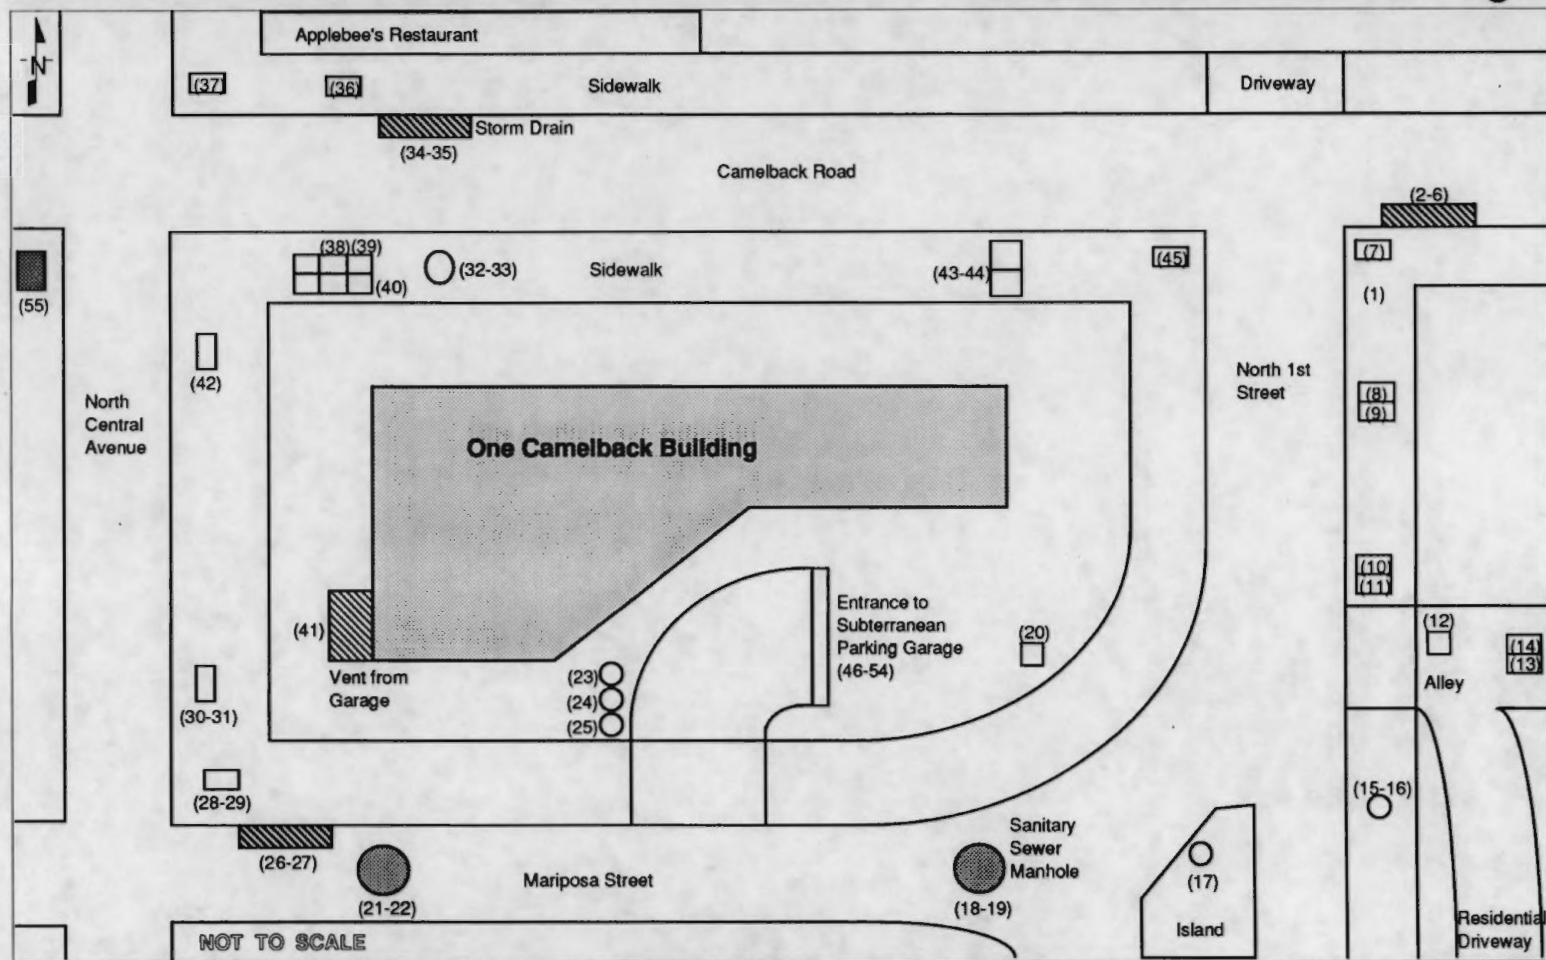 Applebee's Restaurant
N
(37)
(36)
Sidewalk
Driveway
Storm Drain
(34-35)
Camelback Road
(2-6)
(38)(39)
(32-33)
Sidewalk
(43-44)
(45)
(7)
(40)
(55)
(1)
(42)
North 1st
Street
North
Central
Avenue
(8)
(9)
One Camelback Building
(10)
(11)
Entrance to
Subterranean
Parking Garage
(46-54)
(41)
(20)
(12)
(14)
(13)
Vent from
Garage
(23)
(24)
(25)
Alley
(30-31)
(28-29)
(15-16)
Sanitary
Sewer
Manhole
(26-27)
Mariposa Street
(21-22)
(18-19)
(17)
Island
Residential
Driveway
NOT TO SCALE